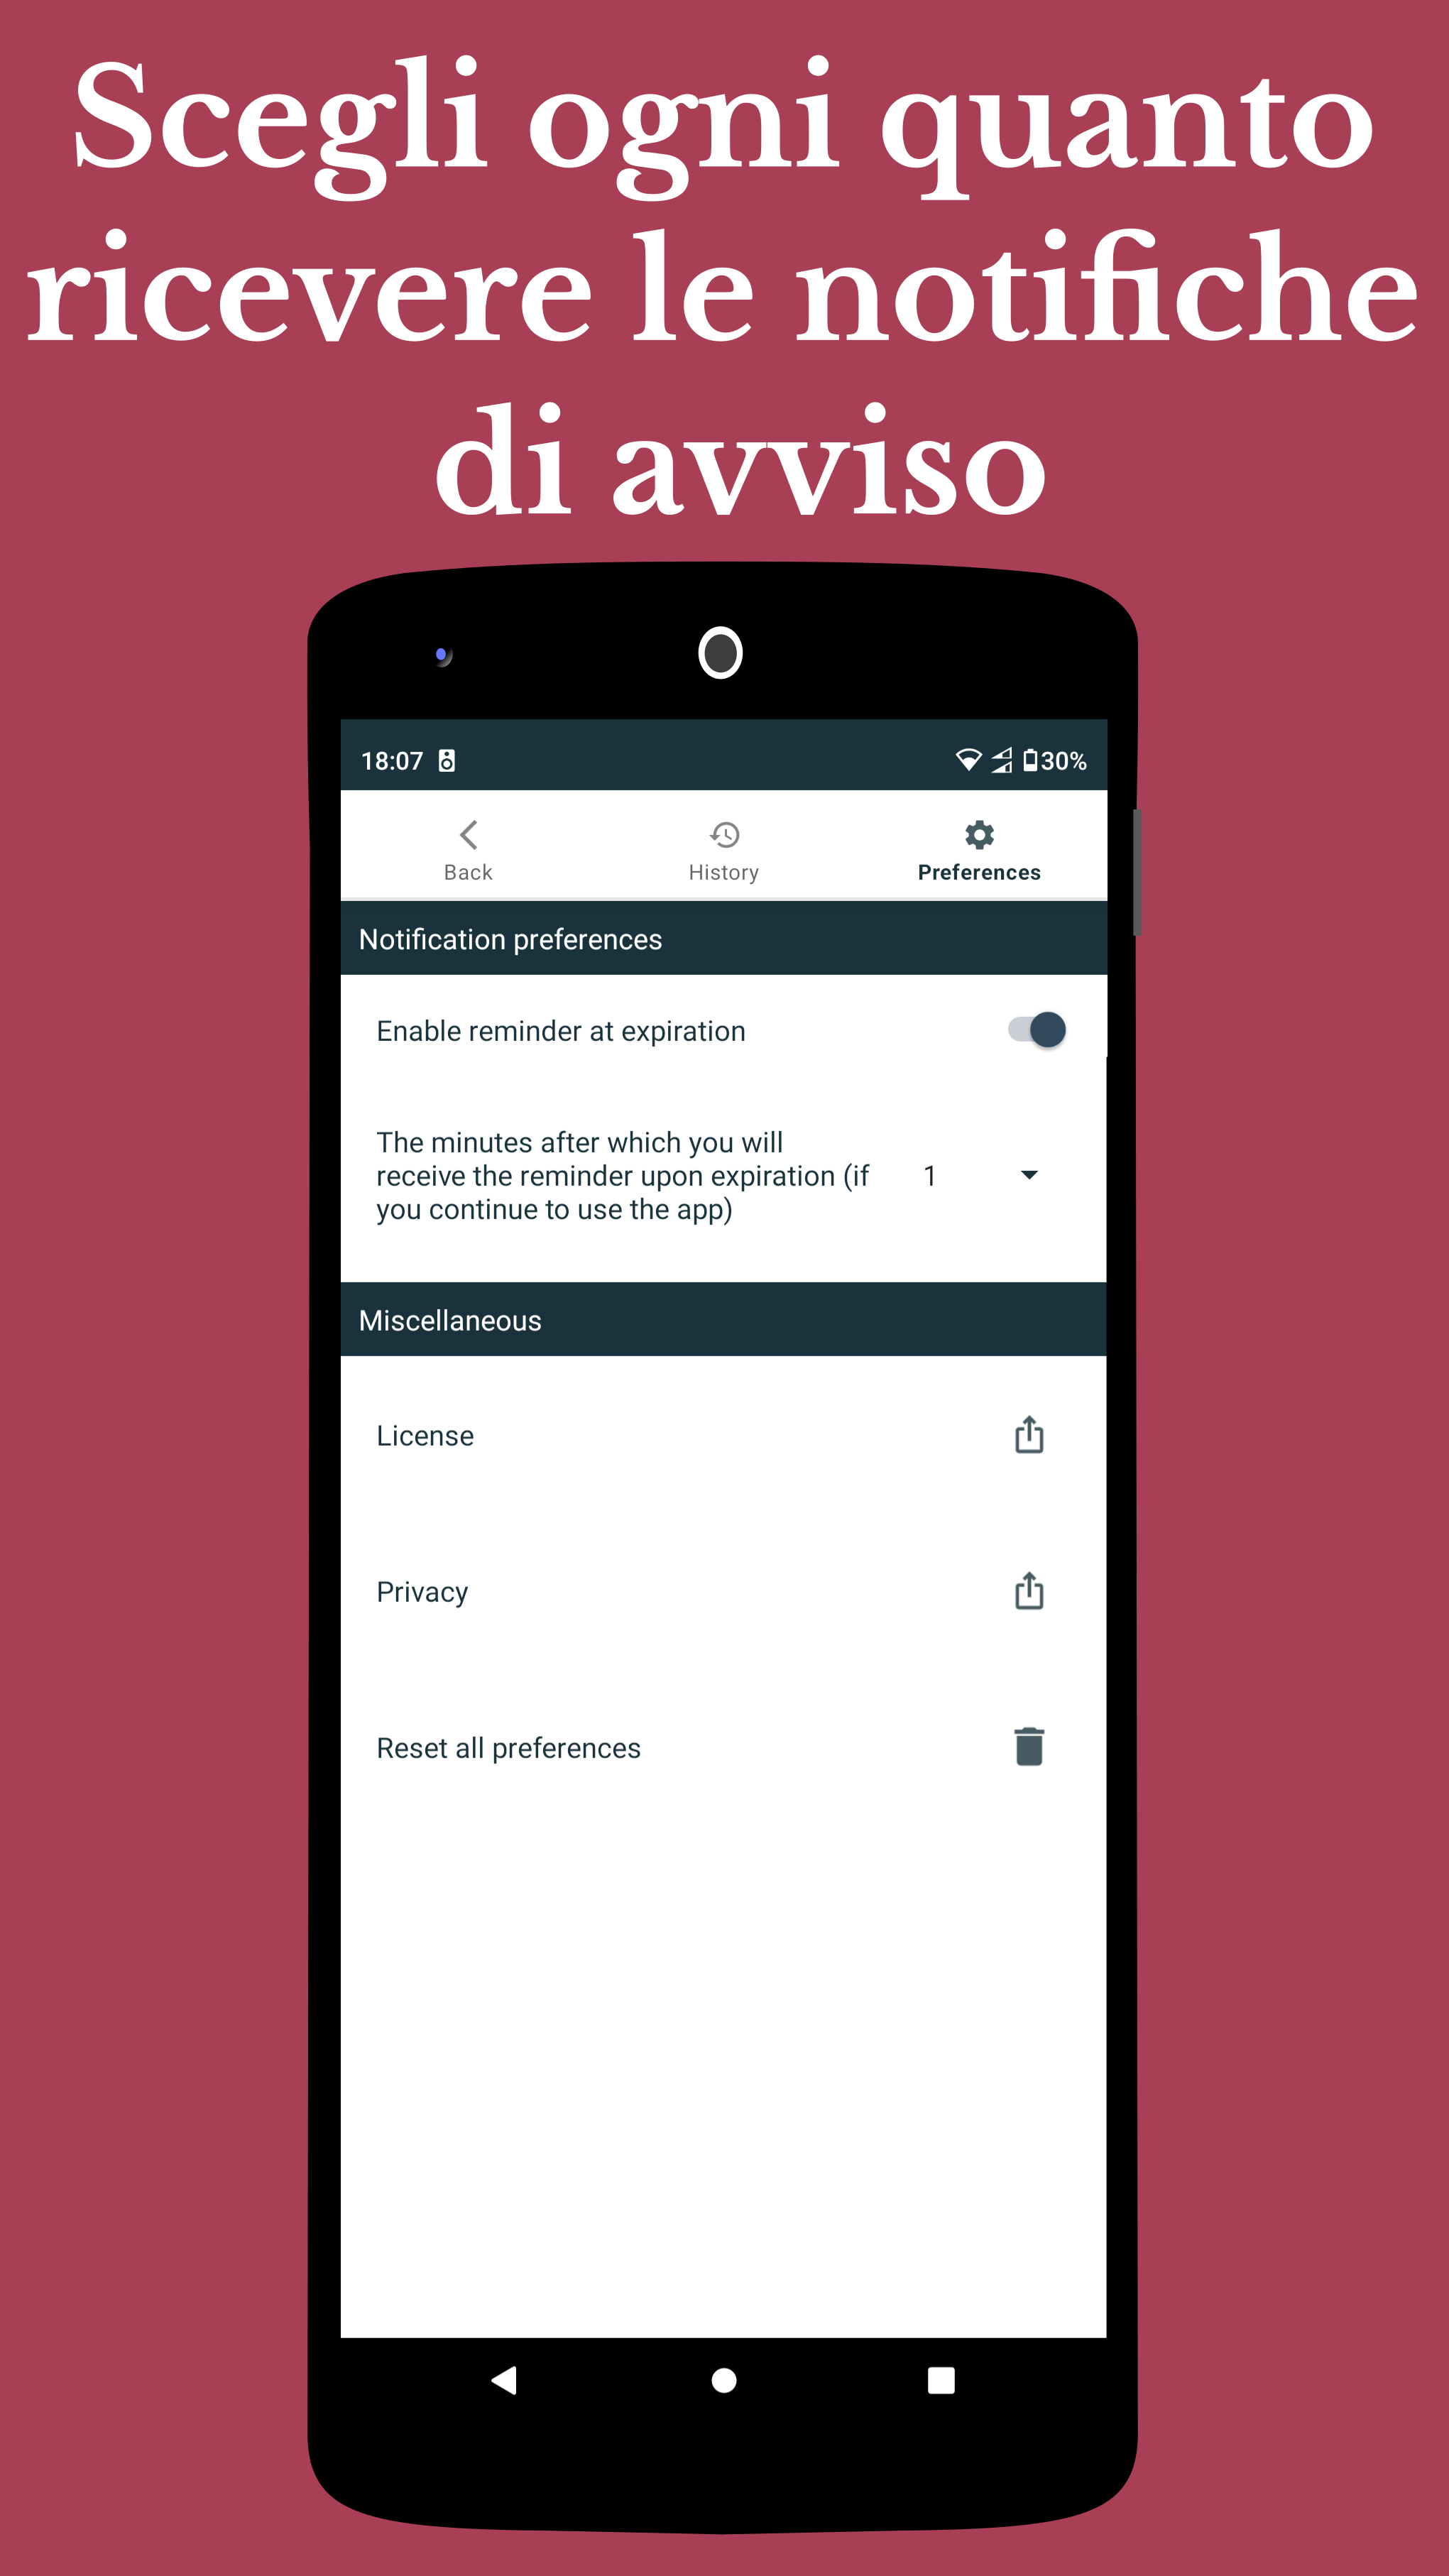 Scegli ogni quanto
ricevere le notifiche
di avviso
18:07 30%
Back History Preferences
Notification preferences
Enable reminder at expiration
The minutes after which you will
receive the reminder upon expiration (if
you continue to use the app)
1
Miscellaneous
License
Privacy
Reset all preferences